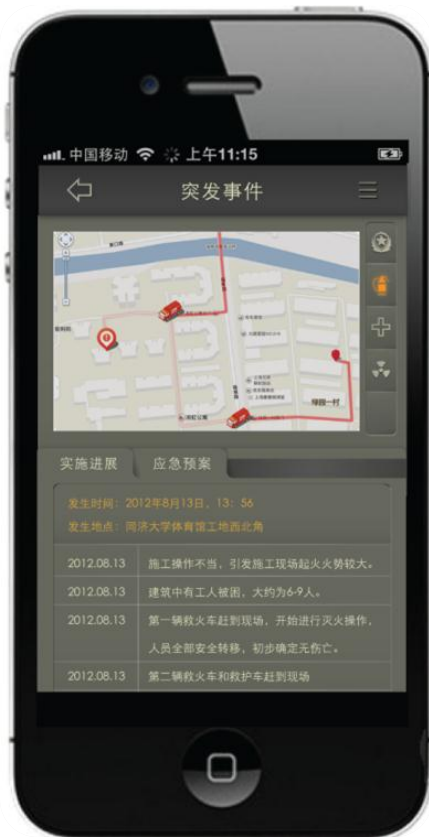 中国移动 上午11:15
突发事件
绿园一村
实施进展 应急预案
发生时间：2012年8月13日，13：56
发生地点：同济大学体育馆工地西北角
2012.08.13 施工操作不当，引发施工现场起火火势较大。
2012.08.13 建筑中有工人被困，大约为6-9人。
2012.08.13 第一辆救火车赶到现场，开始进行灭火操作，
人员全部安全转移，初步确定无伤亡。
2012.08.13 第二辆救火车和救护车赶到现场